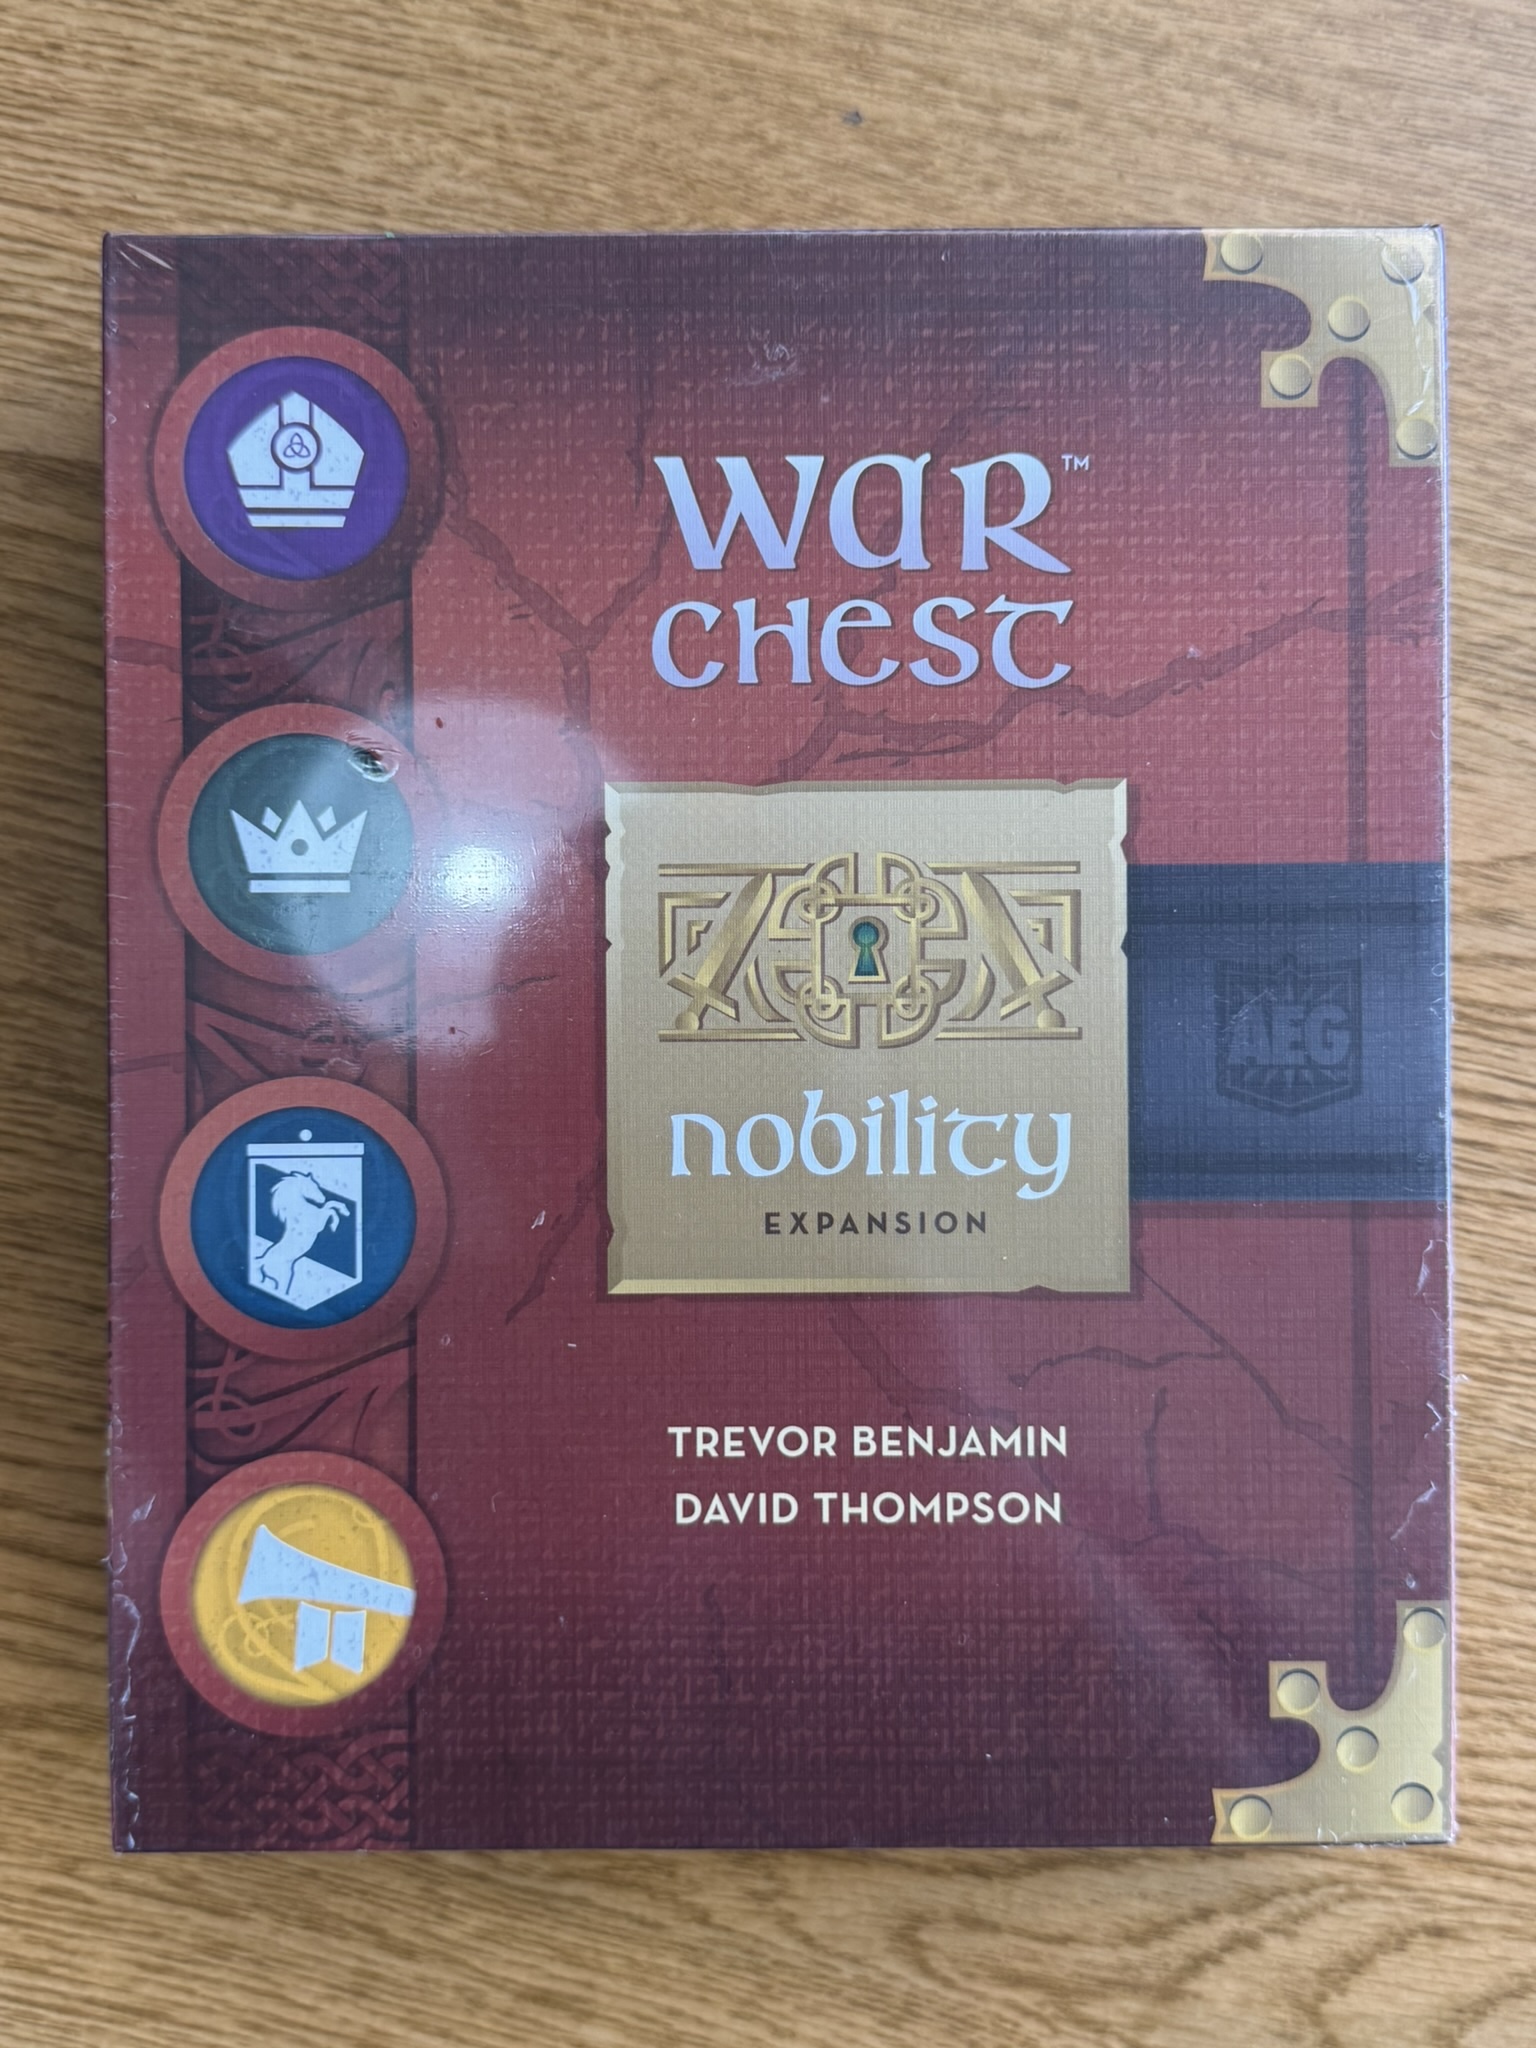 WAR™
CHEST
AEG
nobility
EXPANSION
TREVOR BENJAMIN
DAVID THOMPSON